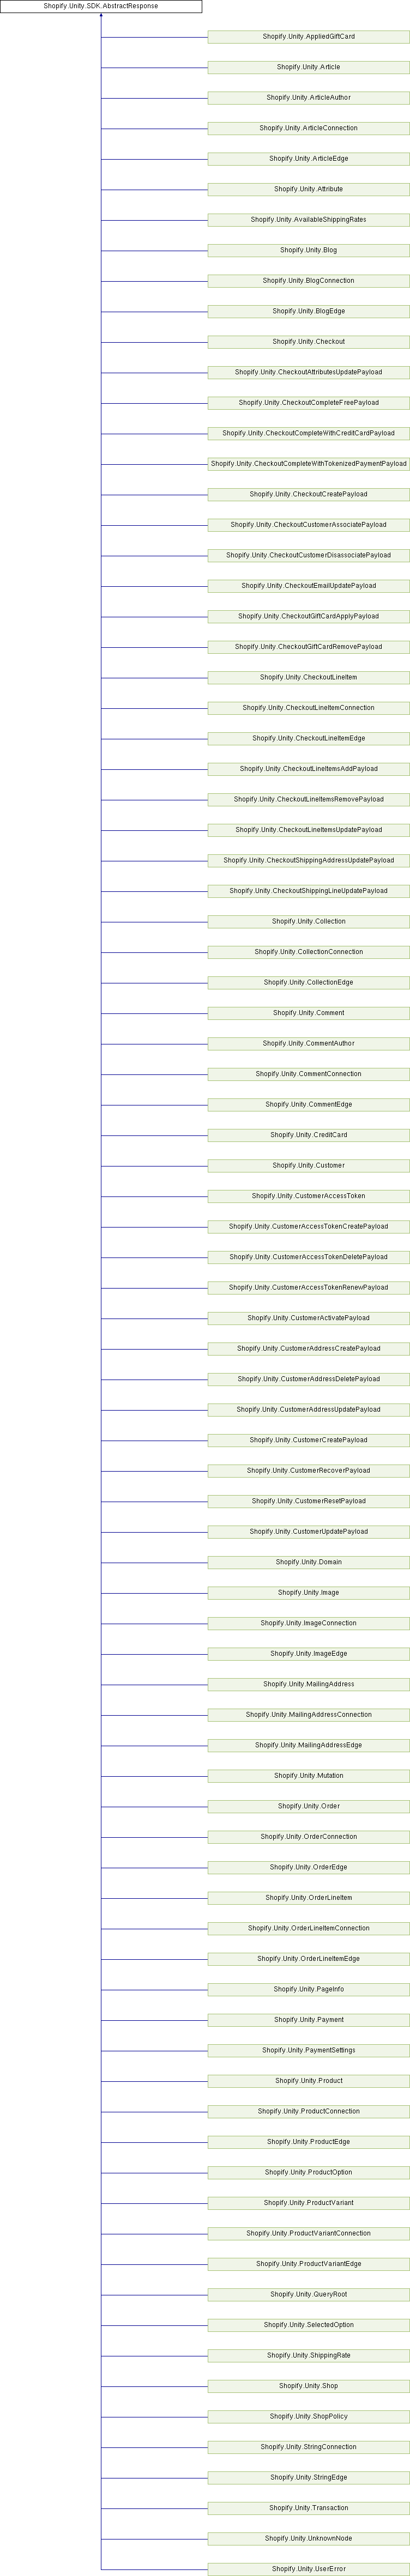 Shopify.Unity.SDK.AbstractResponse
Shopify.Unity.AppliedGiftCard
Shopify.Unity.Article
Shopify.Unity.ArticleAuthor
Shopify.Unity.ArticleConnection
Shopify.Unity.ArticleEdge
Shopify.Unity.Attribute
Shopify.Unity.AvailableShippingRates
Shopify.Unity.Blog
Shopify.Unity.BlogConnection
Shopify.Unity.BlogEdge
Shopify.Unity.Checkout
Shopify.Unity.CheckoutAttributesUpdatePayload
Shopify.Unity.CheckoutCompleteFreePayload
Shopify.Unity.CheckoutCompleteWithCreditCardPayload
Shopify.Unity.CheckoutCompleteWithTokenizedPaymentPayload
Shopify.Unity.CheckoutCreatePayload
Shopify.Unity.CheckoutCustomerAssociatePayload
Shopify.Unity.CheckoutCustomerDisassociatePayload
Shopify.Unity.CheckoutEmailUpdatePayload
Shopify.Unity.CheckoutGiftCardApplyPayload
Shopify.Unity.CheckoutGiftCardRemovePayload
Shopify.Unity.CheckoutLineItem
Shopify.Unity.CheckoutLineItemConnection
Shopify.Unity.CheckoutLineItemEdge
Shopify.Unity.CheckoutLineItemsAddPayload
Shopify.Unity.CheckoutLineItemsRemovePayload
Shopify.Unity.CheckoutLineItemsUpdatePayload
Shopify.Unity.CheckoutShippingAddressUpdatePayload
Shopify.Unity.CheckoutShippingLineUpdatePayload
Shopify.Unity.Collection
Shopify.Unity.CollectionConnection
Shopify.Unity.CollectionEdge
Shopify.Unity.Comment
Shopify.Unity.CommentAuthor
Shopify.Unity.CommentConnection
Shopify.Unity.CommentEdge
Shopify.Unity.CreditCard
Shopify.Unity.Customer
Shopify.Unity.CustomerAccessToken
Shopify.Unity.CustomerAccessTokenCreatePayload
Shopify.Unity.CustomerAccessTokenDeletePayload
Shopify.Unity.CustomerAccessTokenRenewPayload
Shopify.Unity.CustomerActivatePayload
Shopify.Unity.CustomerAddressCreatePayload
Shopify.Unity.CustomerAddressDeletePayload
Shopify.Unity.CustomerAddressUpdatePayload
Shopify.Unity.CustomerCreatePayload
Shopify.Unity.CustomerRecoverPayload
Shopify.Unity.CustomerResetPayload
Shopify.Unity.CustomerUpdatePayload
Shopify.Unity.Domain
Shopify.Unity.Image
Shopify.Unity.ImageConnection
Shopify.Unity.ImageEdge
Shopify.Unity.MailingAddress
Shopify.Unity.MailingAddressConnection
Shopify.Unity.MailingAddressEdge
Shopify.Unity.Mutation
Shopify.Unity.Order
Shopify.Unity.OrderConnection
Shopify.Unity.OrderEdge
Shopify.Unity.OrderLineItem
Shopify.Unity.OrderLineItemConnection
Shopify.Unity.OrderLineItemEdge
Shopify.Unity.PageInfo
Shopify.Unity.Payment
Shopify.Unity.PaymentSettings
Shopify.Unity.Product
Shopify.Unity.ProductConnection
Shopify.Unity.ProductEdge
Shopify.Unity.ProductOption
Shopify.Unity.ProductVariant
Shopify.Unity.ProductVariantConnection
Shopify.Unity.ProductVariantEdge
Shopify.Unity.QueryRoot
Shopify.Unity.SelectedOption
Shopify.Unity.ShippingRate
Shopify.Unity.Shop
Shopify.Unity.ShopPolicy
Shopify.Unity.StringConnection
Shopify.Unity.StringEdge
Shopify.Unity.Transaction
Shopify.Unity.UnknownNode
Shopify.Unity.UserError